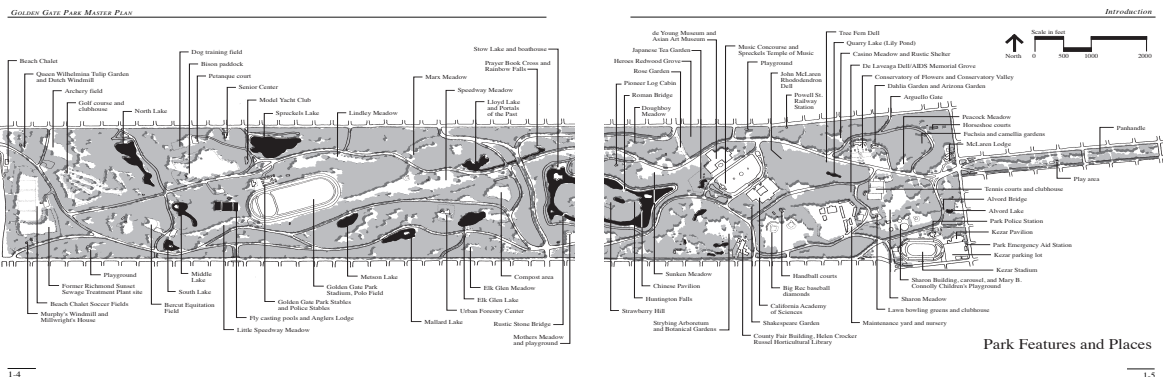 GOLDEN GATE PARK MASTER PLAN
Introduction
Beach Chalet
Queen Wilhelmina Tulip Garden
and Dutch Windmill
Archery field
Golf course and
clubhouse
North Lake
Dog training field
Bison paddock
Petanque court
Senior Center
Model Yacht Club
Spreckels Lake
Lindley Meadow
Marx Meadow
Speedway Meadow
Lloyd Lake
and Portals
of the Past
Stow Lake and boathouse
Prayer Book Cross and
Rainbow Falls
Playground
Former Richmond Sunset
Sewage Treatment Plant site
Beach Chalet Soccer Fields
Murphy's Windmill and
Millwright's House
Middle
Lake
South Lake
Bercut Equitation
Field
Golden Gate Park
Stadium, Polo Field
Golden Gate Park Stables
and Police Stables
Fly casting pools and Anglers Lodge
Little Speedway Meadow
Metson Lake
Mallard Lake
Compost area
Elk Glen Meadow
Elk Glen Lake
Urban Forestry Center
Rustic Stone Bridge
Mothers Meadow
and playground
1-4
de Young Museum and
Asian Art Museum
Japanese Tea Garden
Heroes Redwood Grove
Rose Garden
Pioneer Log Cabin
Roman Bridge
Doughboy
Meadow
Music Concourse and
Spreckels Temple of Music
Playground
John McLaren
Rhododendron
Dell
Powell St.
Railway
Station
Tree Fern Dell
Quarry Lake (Lily Pond)
Casino Meadow and Rustic Shelter
De Laveaga Dell/AIDS Memorial Grove
Conservatory of Flowers and Conservatory Valley
Dahlia Garden and Arizona Garden
Arguello Gate
Peacock Meadow
Horseshoe courts
Fuchsia and camellia gardens
McLaren Lodge
Panhandle
Play area
North
Scale in feet
0
500
1000
2000
Tennis courts and clubhouse
Alvord Bridge
Alvord Lake
Park Police Station
Kezar Pavilion
Park Emergency Aid Station
Kezar parking lot
Kezar Stadium
Sharon Building, carousel, and Mary B.
Connolly Children's Playground
Sharon Meadow
Lawn bowling greens and clubhouse
Maintenance yard and nursery
Sunken Meadow
Chinese Pavilion
Huntington Falls
Strawberry Hill
Strybing Arboretum
and Botanical Gardens
Handball courts
Big Rec baseball
diamonds
California Academy
of Sciences
Shakespeare Garden
County Fair Building, Helen Crocker
Russel Horticultural Library
Park Features and Places
1-5